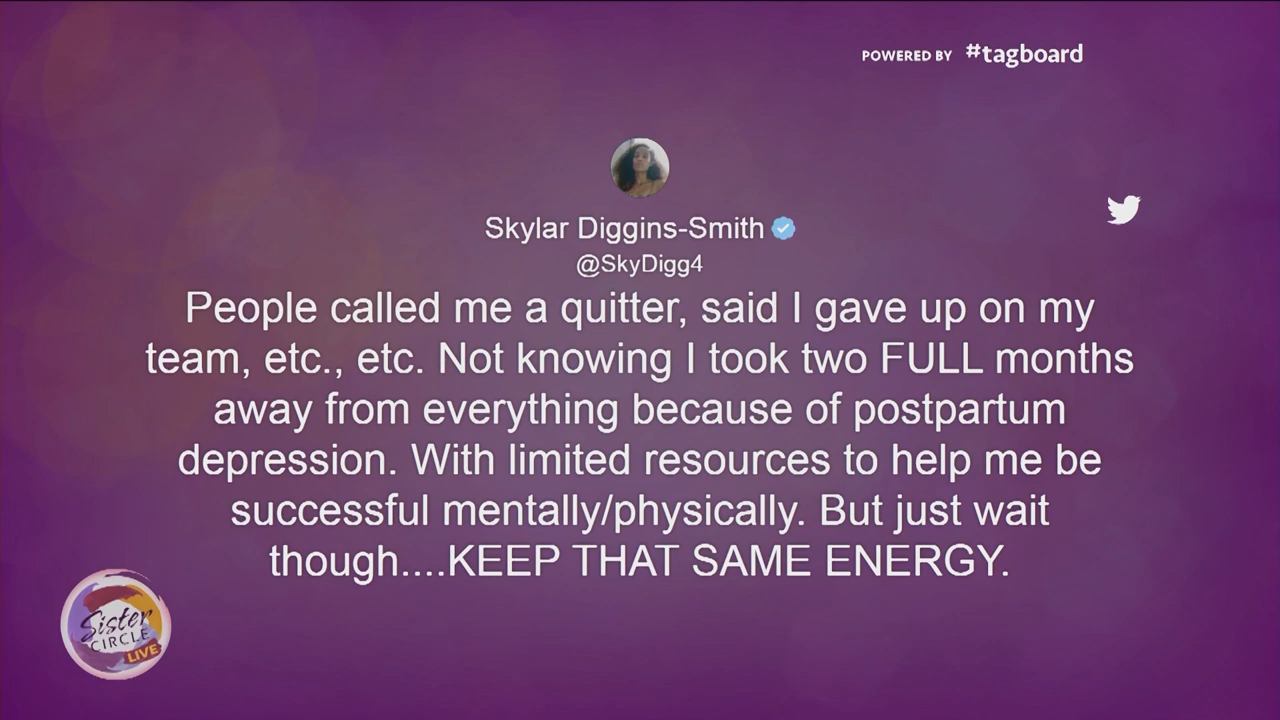 POWERED BY #tagboard
Skylar Diggins-Smith
@SkyDigg4
People called me a quitter, said I gave up on my
team, etc., etc. Not knowing I took two FULL months
away from everything because of postpartum
depression. With limited resources to help me be
successful mentally/physically. But just wait
though....KEEP THAT SAME ENERGY.
Sister
CIRCLE
LIVE